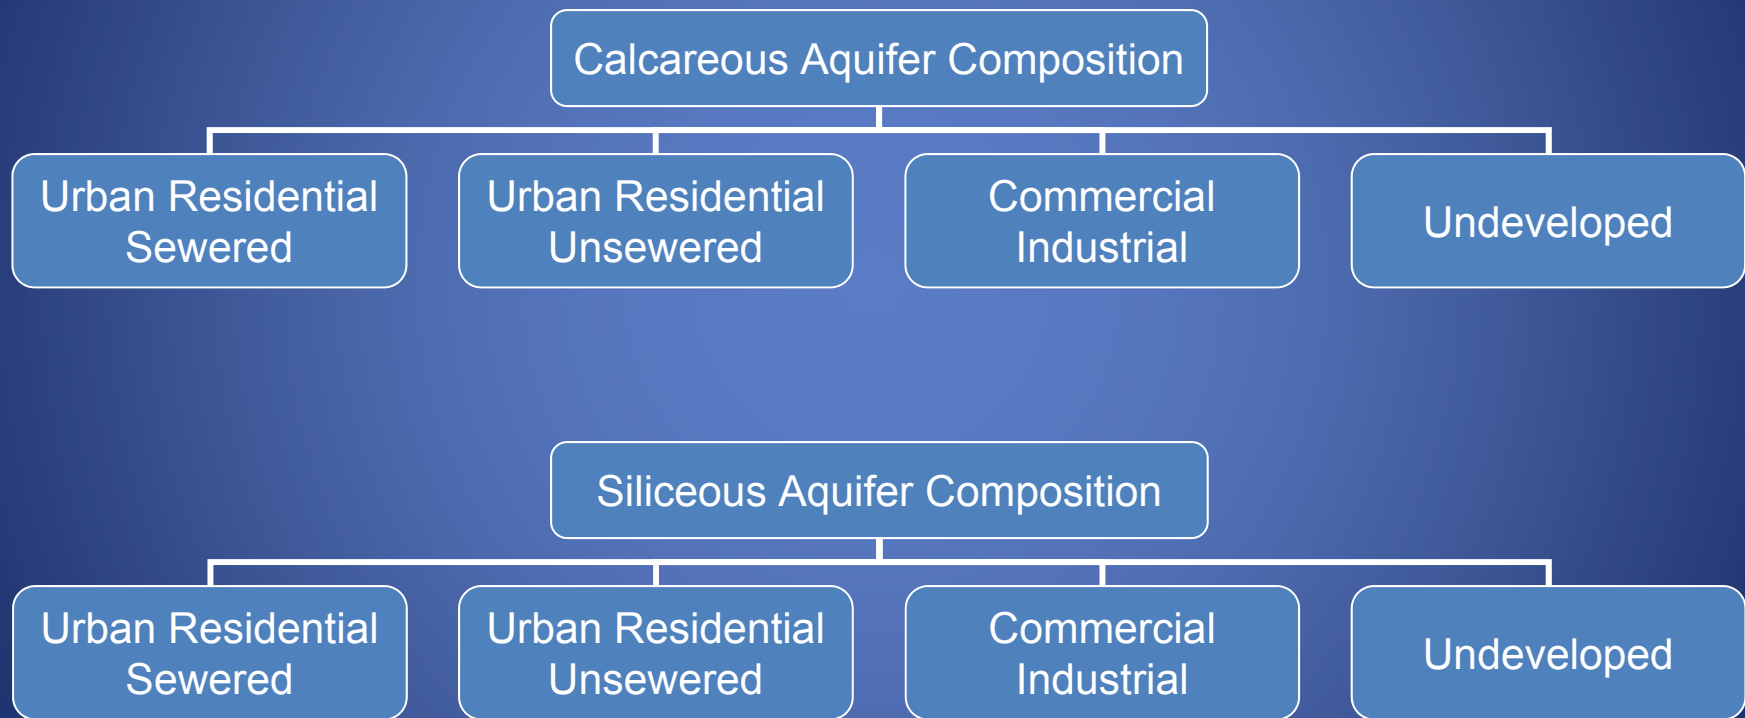 Calcareous Aquifer Composition
Urban Residential
Sewered
Urban Residential
Unsewered
Commercial
Industrial
Undeveloped
Siliceous Aquifer Composition
Urban Residential
Sewered
Urban Residential
Unsewered
Commercial
Industrial
Undeveloped